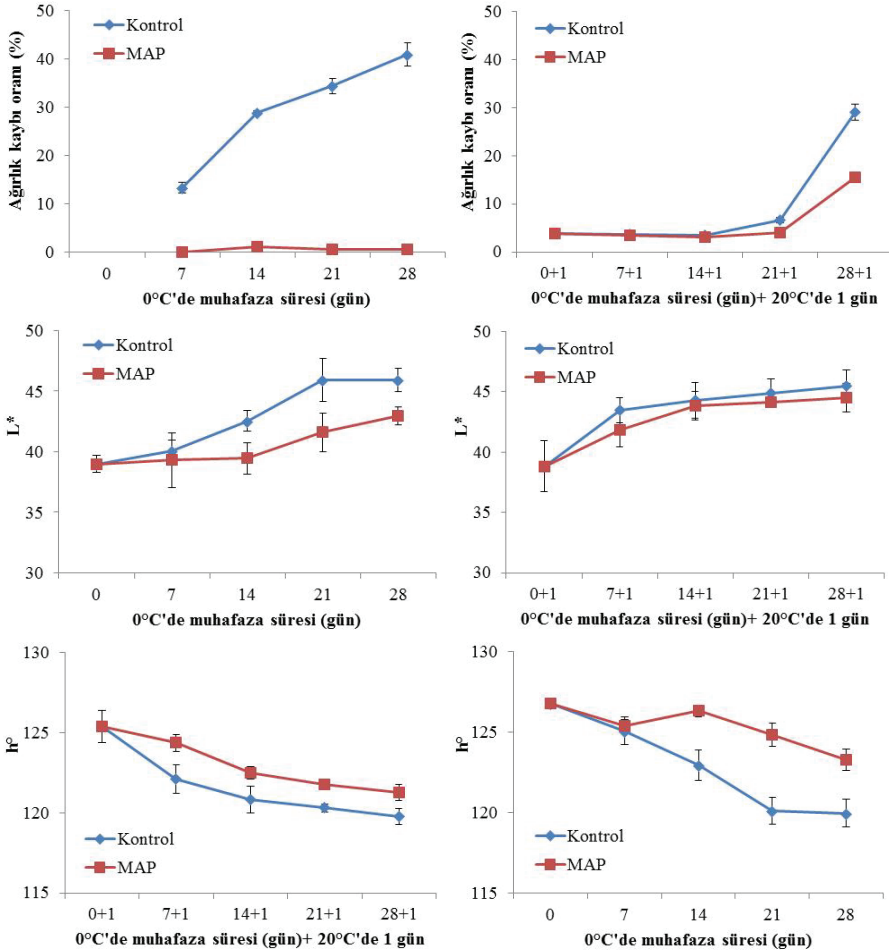 Ağırlık kaybı oranı (%)
50
40
30
20
10
0
Kontrol
MAP
0 7 14 21 28
0°C'de muhafaza süresi (gün)
Ağırlık kaybı oranı (%)
50
40
30
20
10
0
Kontrol
MAP
0+1 7+1 14+1 21+1 28+1
0°C'de muhafaza süresi (gün)+ 20°C'de 1 gün
L*
50
45
40
35
30
Kontrol
MAP
0 7 14 21 28
0°C'de muhafaza süresi (gün)
L*
50
45
40
35
30
Kontrol
MAP
0+1 7+1 14+1 21+1 28+1
0°C'de muhafaza süresi (gün)+ 20°C'de 1 gün
h°
130
125
120
115
Kontrol
MAP
0+1 7+1 14+1 21+1 28+1
0°C'de muhafaza süresi (gün)+ 20°C'de 1 gün
h°
130
125
120
115
Kontrol
MAP
0 7 14 21 28
0°C'de muhafaza süresi (gün)